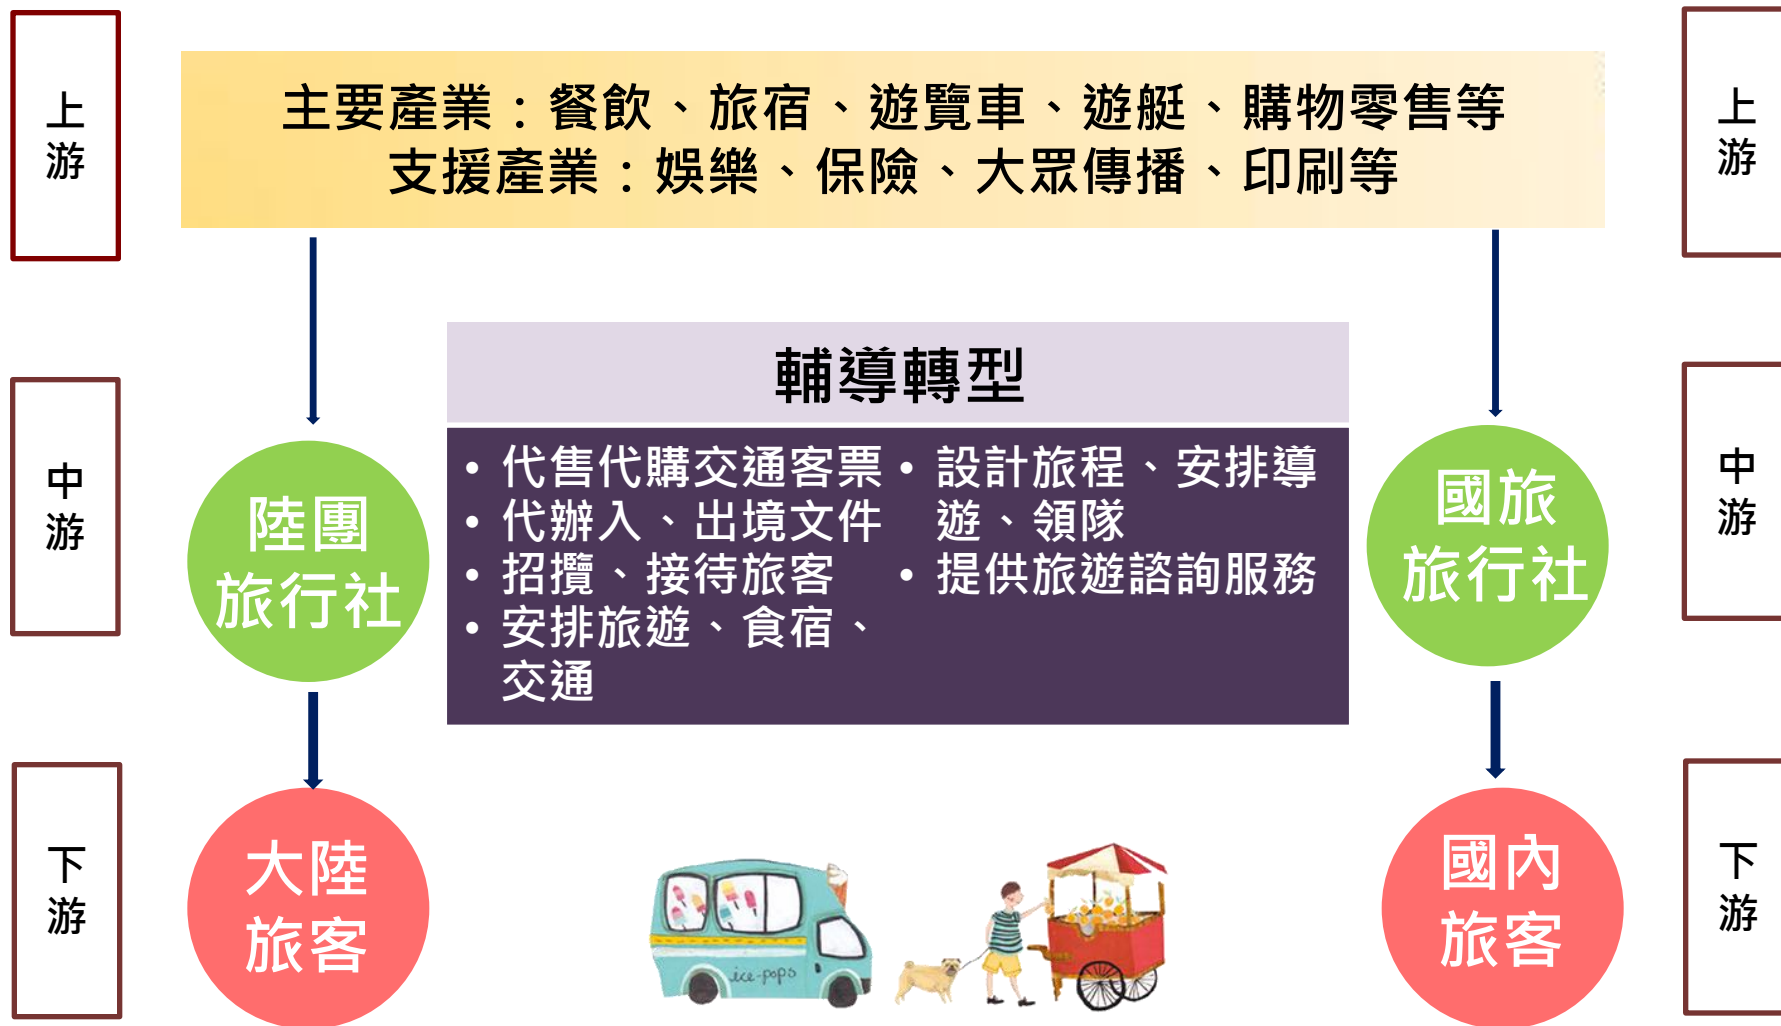 上
游
主要產業：餐飲、旅宿、遊覽車、遊艇、購物零售等
支援產業：娛樂、保險、大眾傳播、印刷等
上
游
中
游
陸團
旅行社
輔導轉型
• 代售代購交通客票
• 代辦入、出境文件
• 招攬、接待旅客
• 安排旅遊、食宿、
交通
• 設計旅程、安排導
遊、領隊
• 提供旅遊諮詢服務
國旅
旅行社
中
游
下
游
大陸
旅客
ice-pops
國內
旅客
下
游